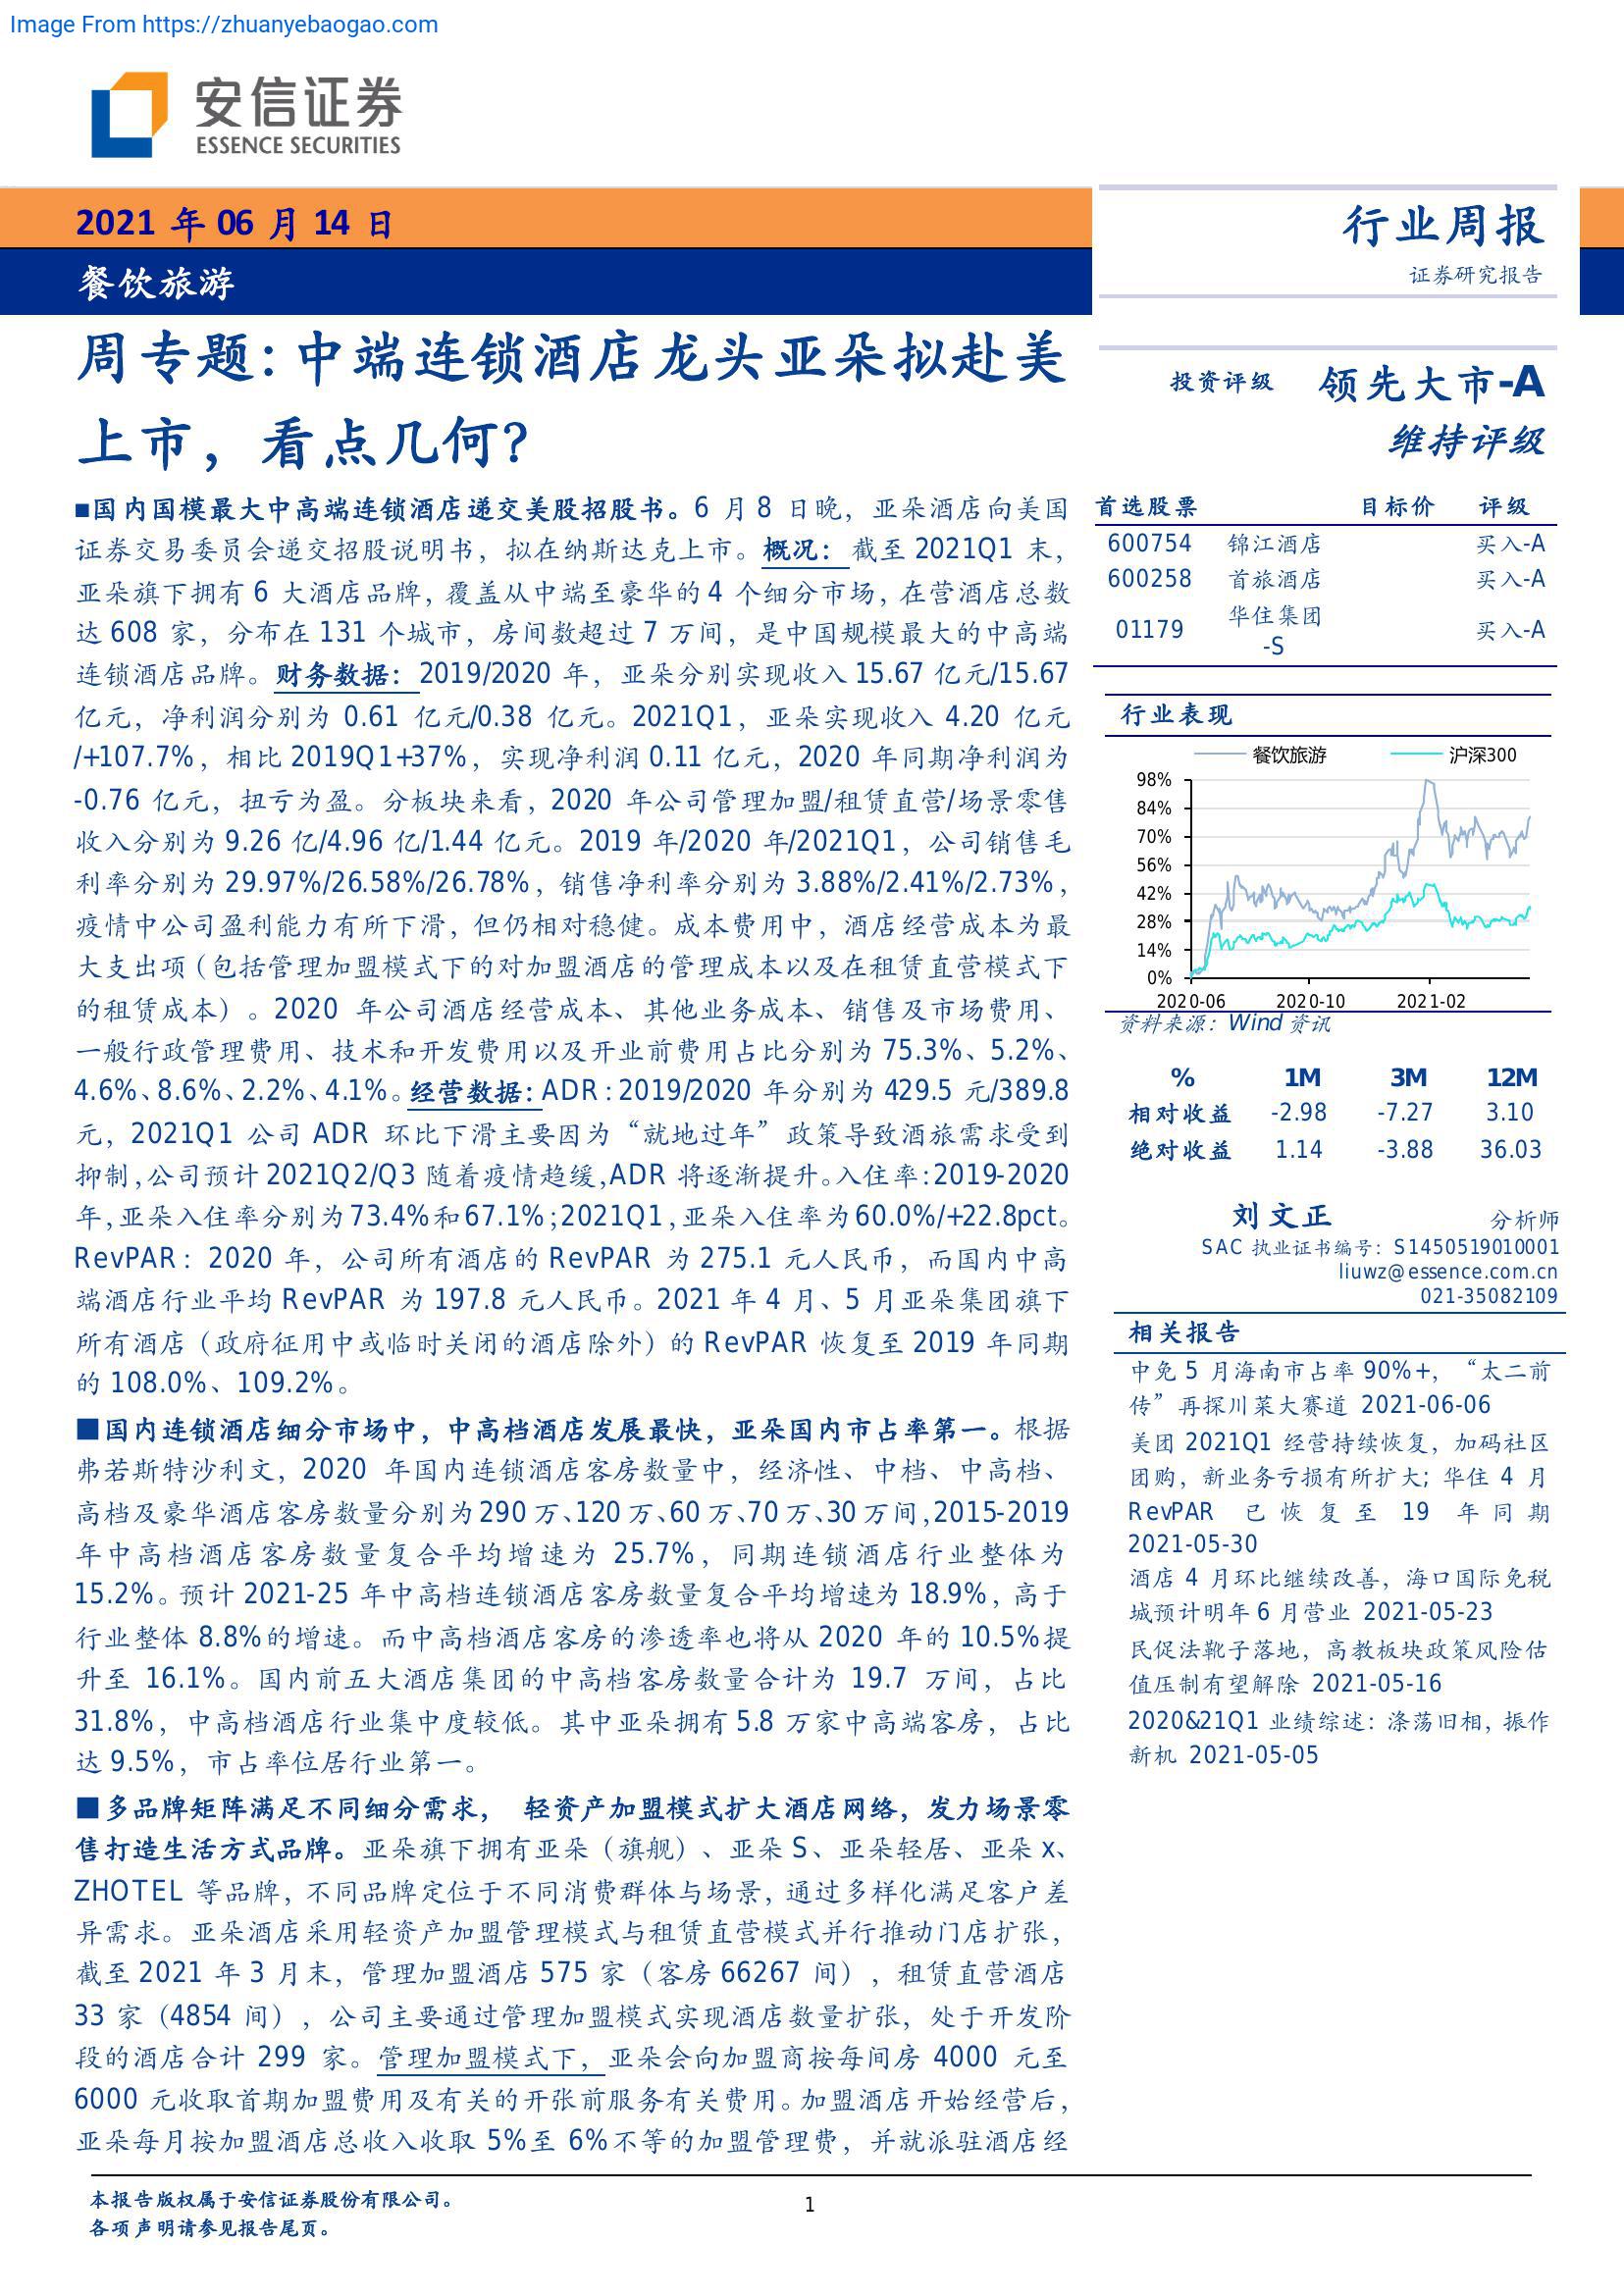 Image From https://zhuanyebaogao.com
安信证券
ESSENCE SECURITIES
2021 年 06 月 14 日
餐饮旅游
行业周报
证券研究报告
周专题：中端连锁酒店龙头亚朵拟赴美
上市，看点几何？
■国内国模最大中高端连锁酒店递交美股招股书。6 月 8 日晚，亚朵酒店向美国
证券交易委员会递交招股说明书，拟在纳斯达克上市。概况：截至 2021Q1 末，
亚朵旗下拥有 6 大酒店品牌，覆盖从中端至豪华的 4 个细分市场，在营酒店总数
达 608 家，分布在 131 个城市，房间数超过 7 万间，是中国规模最大的中高端
连锁酒店品牌。财务数据：2019/2020 年，亚朵分别实现收入 15.67 亿元/15.67
亿元，净利润分别为 0.61 亿元/0.38 亿元。2021Q1，亚朵实现收入 4.20 亿元
/+107.7%，相比 2019Q1+37%，实现净利润 0.11 亿元，2020 年同期净利润为
-0.76 亿元，扭亏为盈。分板块来看，2020 年公司管理加盟/租赁直营/场景零售
收入分别为 9.26 亿/4.96 亿/1.44 亿元。2019 年/2020 年/2021Q1，公司销售毛
利率分别为 29.97%/26.58%/26.78%，销售净利率分别为 3.88%/2.41%/2.73%，
疫情中公司盈利能力有所下滑，但仍相对稳健。成本费用中，酒店经营成本为最
大支出项（包括管理加盟模式下的对加盟酒店的管理成本以及在租赁直营模式下
的租赁成本）。2020 年公司酒店经营成本、其他业务成本、销售及市场费用、
一般行政管理费用、技术和开发费用以及开业前费用占比分别为 75.3%、5.2%、
4.6%、8.6%、2.2%、4.1%。经营数据：ADR：2019/2020 年分别为 429.5 元/389.8
元，2021Q1 公司 ADR 环比下滑主要因为“就地过年”政策导致酒旅需求受到
抑制，公司预计 2021Q2/Q3 随着疫情趋缓，ADR 将逐渐提升。入住率：2019-2020
年，亚朵入住率分别为 73.4%和 67.1%；2021Q1，亚朵入住率为 60.0%/+22.8pct。
RevPAR：2020 年，公司所有酒店的 RevPAR 为 275.1 元人民币，而国内中高
端酒店行业平均 RevPAR 为 197.8 元人民币。2021 年 4 月、5 月亚朵集团旗下
所有酒店（政府征用中或临时关闭的酒店除外）的 RevPAR 恢复至 2019 年同期
的 108.0%、109.2%。
■国内连锁酒店细分市场中，中高档酒店发展最快，亚朵国内市占率第一。根据
弗若斯特沙利文，2020 年国内连锁酒店客房数量中，经济性、中档、中高档、
高档及豪华酒店客房数量分别为 290 万、120 万、60 万、70 万、30 万间，2015-2019
年中高档酒店客房数量复合平均增速为 25.7%，同期连锁酒店行业整体为
15.2%。预计 2021-25 年中高档连锁酒店客房数量复合平均增速为 18.9%，高于
行业整体 8.8%的增速。而中高档酒店客房的渗透率也将从 2020 年的 10.5%提
升至 16.1%。国内前五大酒店集团的中高档客房数量合计为 19.7 万间，占比
31.8%，中高档酒店行业集中度较低。其中亚朵拥有 5.8 万家中高端客房，占比
达 9.5%，市占率位居行业第一。
■多品牌矩阵满足不同细分需求， 轻资产加盟模式扩大酒店网络，发力场景零
售打造生活方式品牌。亚朵旗下拥有亚朵（旗舰）、亚朵 S、亚朵轻居、亚朵 x、
ZHOTEL 等品牌，不同品牌定位于不同消费群体与场景，通过多样化满足客户差
异需求。亚朵酒店采用轻资产加盟管理模式与租赁直营模式并行推动门店扩张，
截至 2021 年 3 月末，管理加盟酒店 575 家（客房 66267 间），租赁直营酒店
33 家（4854 间），公司主要通过管理加盟模式实现酒店数量扩张，处于开发阶
段的酒店合计 299 家。管理加盟模式下，亚朵会向加盟商按每间房 4000 元至
6000 元收取首期加盟费用及有关的开张前服务有关费用。加盟酒店开始经营后，
亚朵每月按加盟酒店总收入收取 5%至 6%不等的加盟管理费，并就派驻酒店经
投资评级 领先大市-A
维持评级
首选股票 目标价 评级
600754 锦江酒店 买入-A
600258 首旅酒店 买入-A
01179 华住集团-S 买入-A
行业表现
餐饮旅游 沪深300
98%
84%
70%
56%
42%
28%
14%
0%
2020-06 2020-10 2021-02
资料来源：Wind 资讯
% 1M 3M 12M
相对收益 -2.98 -7.27 3.10
绝对收益 1.14 -3.88 36.03
刘文正 分析师
SAC 执业证书编号：S1450519010001
liuwz@essence.com.cn
021-35082109
相关报告
中免 5 月海南市占率 90%+，“太二前
传”再探川菜大赛道 2021-06-06
美团 2021Q1 经营持续恢复，加码社区
团购，新业务亏损有所扩大；华住 4 月
RevPAR 已恢复至 19 年同期
2021-05-30
酒店 4 月环比继续改善，海口国际免税
城预计明年 6 月营业 2021-05-23
民促法靴子落地，高教板块政策风险估
值压制有望解除 2021-05-16
2020&21Q1 业绩综述：涤荡旧相，振作
新机 2021-05-05
本报告版权属于安信证券股份有限公司。
各项声明请参见报告尾页。
1